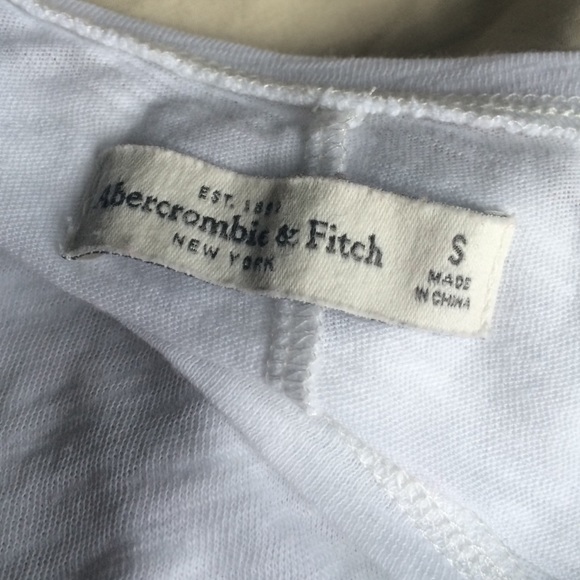 EST. 1892
Abercrombie & Fitch
NEW YORK
S
MADE
IN CHINA